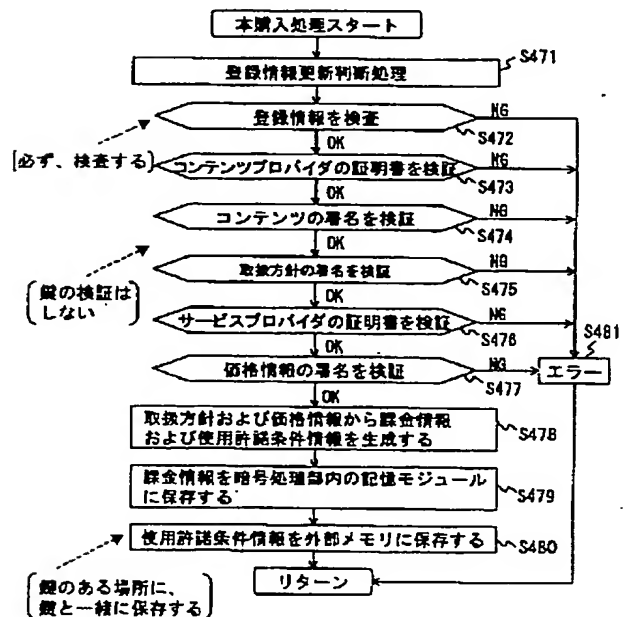 本購入処理スタート
S471
登録情報更新判断処理
登録情報を検査
NG
S472
OK
[必ず、検査する]
コンテンツプロバイダの証明書を検証
NG
S473
OK
コンテンツの署名を検証
NG
S474
OK
取扱方針の署名を検証
NG
S475
鍵の検証は
しない
OK
サービスプロバイダの証明書を検証
NG
S476
S481
OK
価格情報の署名を検証
NG
エラー
S477
OK
取扱方針および価格情報から課金情報
および使用許諾条件情報を生成する
S478
課金情報を暗号処理部内の記憶モジュール
に保存する
S479
使用許諾条件情報を外部メモリに保存する
S480
鍵のある場所に、
鍵と一緒に保存する
リターン